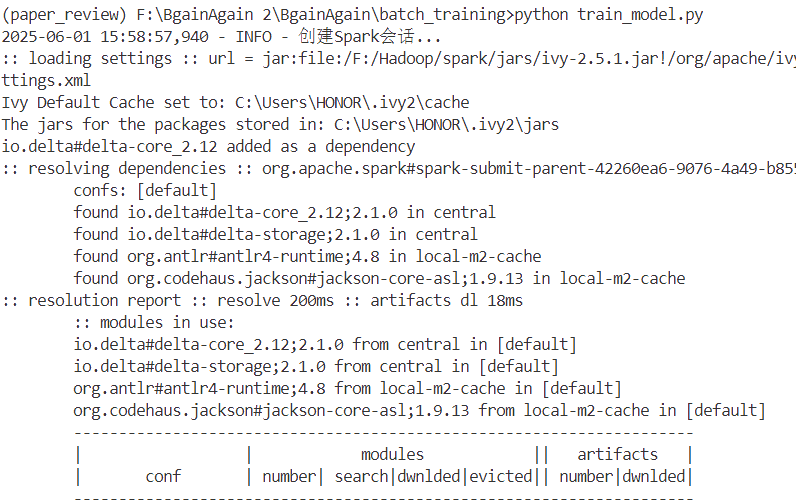 (paper_review) F:\BgainAgain 2\BgainAgain\batch_training>python train_model.py
2025-06-01 15:58:57,940 - INFO - 创建Spark会话...
:: loading settings :: url = jar:file:/F:/Hadoop/spark/jars/ivy-2.5.1.jar!/org/apache/ivy
ttings.xml
Ivy Default Cache set to: C:\Users\HONOR\.ivy2\cache
The jars for the packages stored in: C:\Users\HONOR\.ivy2\jars
io.delta#delta-core_2.12 added as a dependency
:: resolving dependencies :: org.apache.spark#spark-submit-parent-42260ea6-9076-4a49-b855
confs: [default]
found io.delta#delta-core_2.12;2.1.0 in central
found io.delta#delta-storage;2.1.0 in central
found org.antlr#antlr4-runtime;4.8 in local-m2-cache
found org.codehaus.jackson#jackson-core-asl;1.9.13 in local-m2-cache
:: resolution report :: resolve 200ms :: artifacts dl 18ms
:: modules in use:
io.delta#delta-core_2.12;2.1.0 from central in [default]
io.delta#delta-storage;2.1.0 from central in [default]
org.antlr#antlr4-runtime;4.8 from local-m2-cache in [default]
org.codehaus.jackson#jackson-core-asl;1.9.13 from local-m2-cache in [default]
---------------------------------------------------------------------
|                  |            modules            ||   artifacts   |
|       conf       | number| search|dwnlded|evicted|| number|dwnlded|
---------------------------------------------------------------------